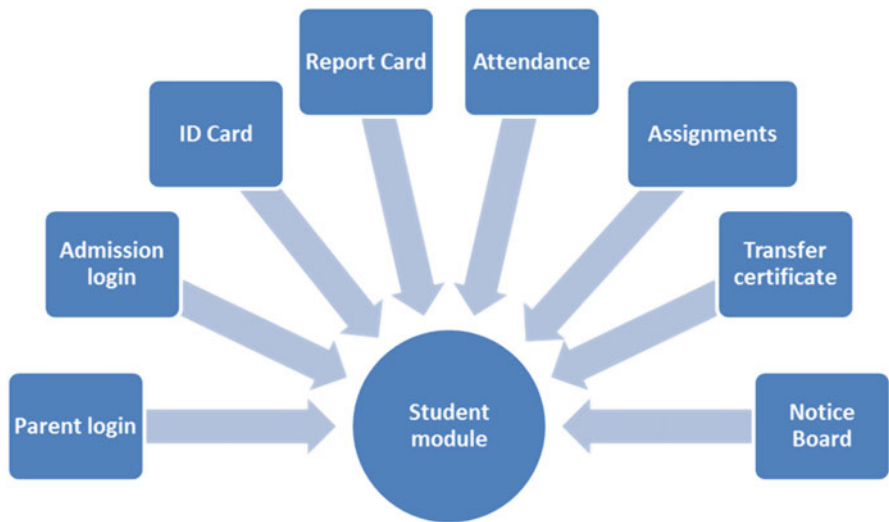 Report Card
Attendance
ID Card
Assignments
Admission
login
Transfer
certificate
Parent login
Student
module
Notice
Board